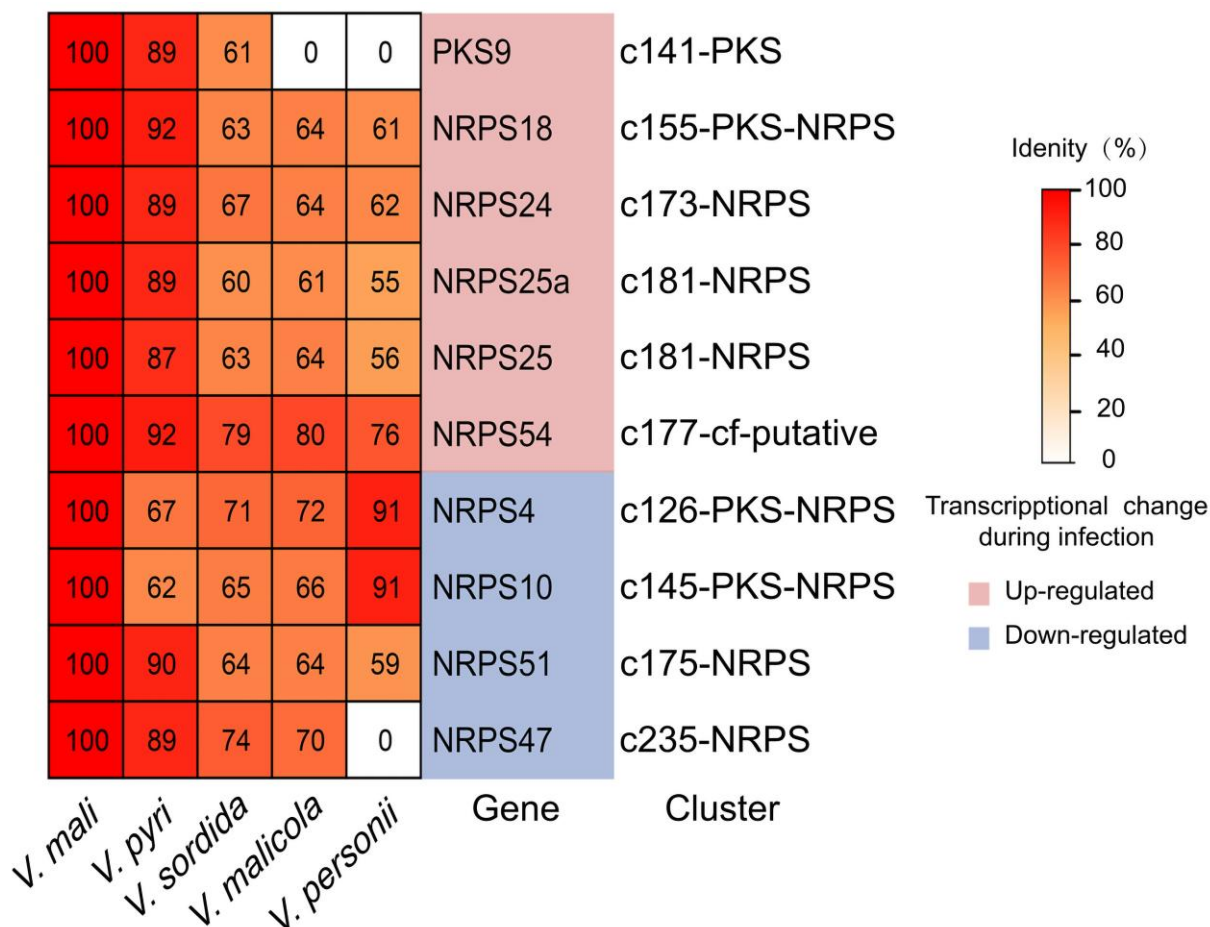 100 89 61 0 0 PKS9 c141-PKS
100 92 63 64 61 NRPS18 c155-PKS-NRPS
100 89 67 64 62 NRPS24 c173-NRPS
100 89 60 61 55 NRPS25a c181-NRPS
100 87 63 64 56 NRPS25 c181-NRPS
100 92 79 80 76 NRPS54 c177-cf-putative
100 67 71 72 91 NRPS4 c126-PKS-NRPS
100 62 65 66 91 NRPS10 c145-PKS-NRPS
100 90 64 64 59 NRPS51 c175-NRPS
100 89 74 70 0 NRPS47 c235-NRPS
V. mali
V. pyri
V. sordida
V. malicola
V. personii
Gene
Cluster
Idenity（%）
100
80
60
40
20
0
Transcripptional change
during infection
Up-regulated
Down-regulated